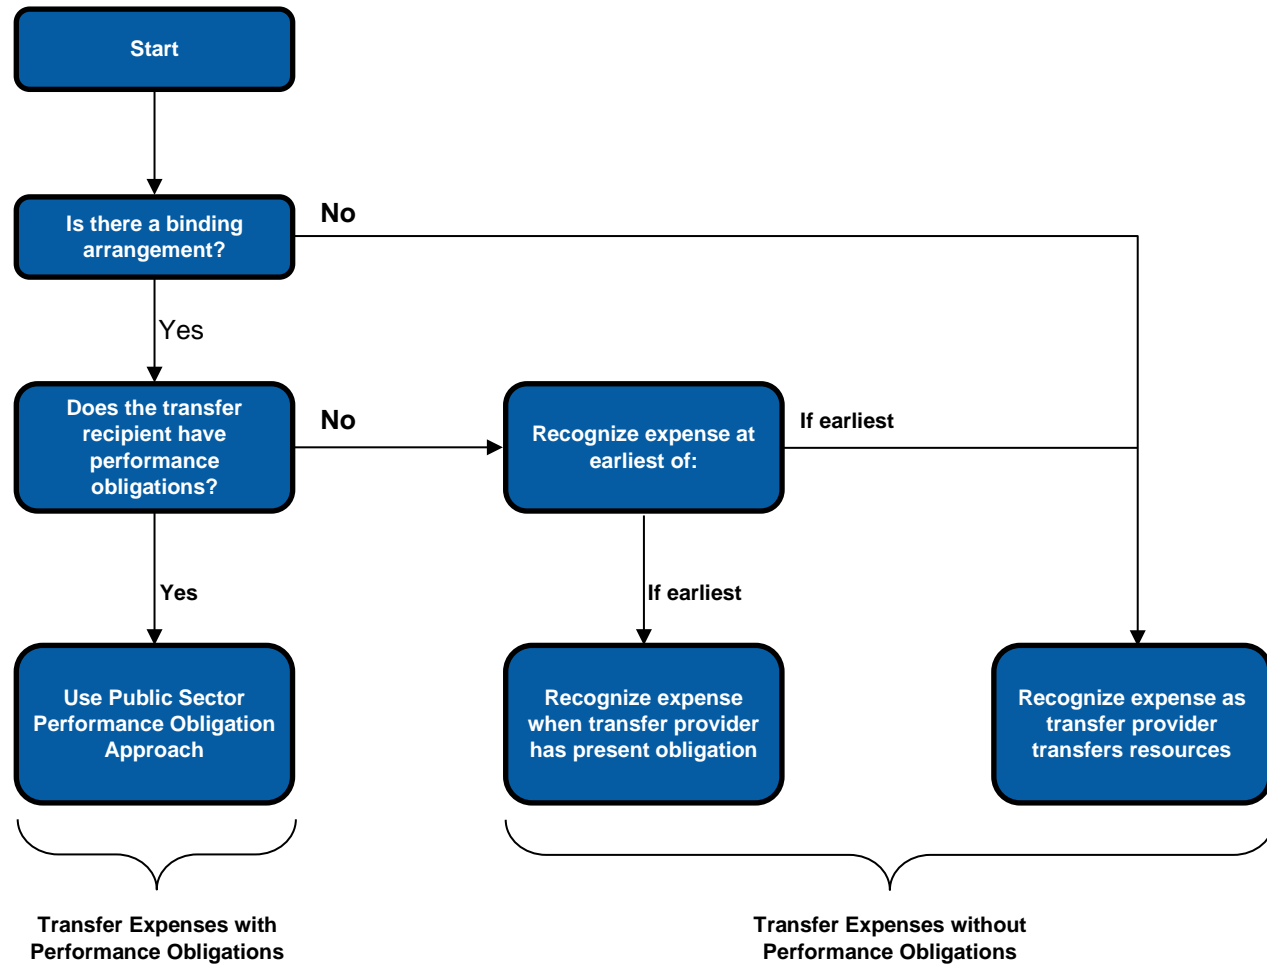 Start
Is there a binding
arrangement?
No
Yes
Does the transfer
recipient have
performance
obligations?
No
Recognize expense at
earliest of:
If earliest
Yes
If earliest
Use Public Sector
Performance Obligation
Approach
Recognize expense
when transfer provider
has present obligation
Recognize expense as
transfer provider
transfers resources
Transfer Expenses with
Performance Obligations
Transfer Expenses without
Performance Obligations